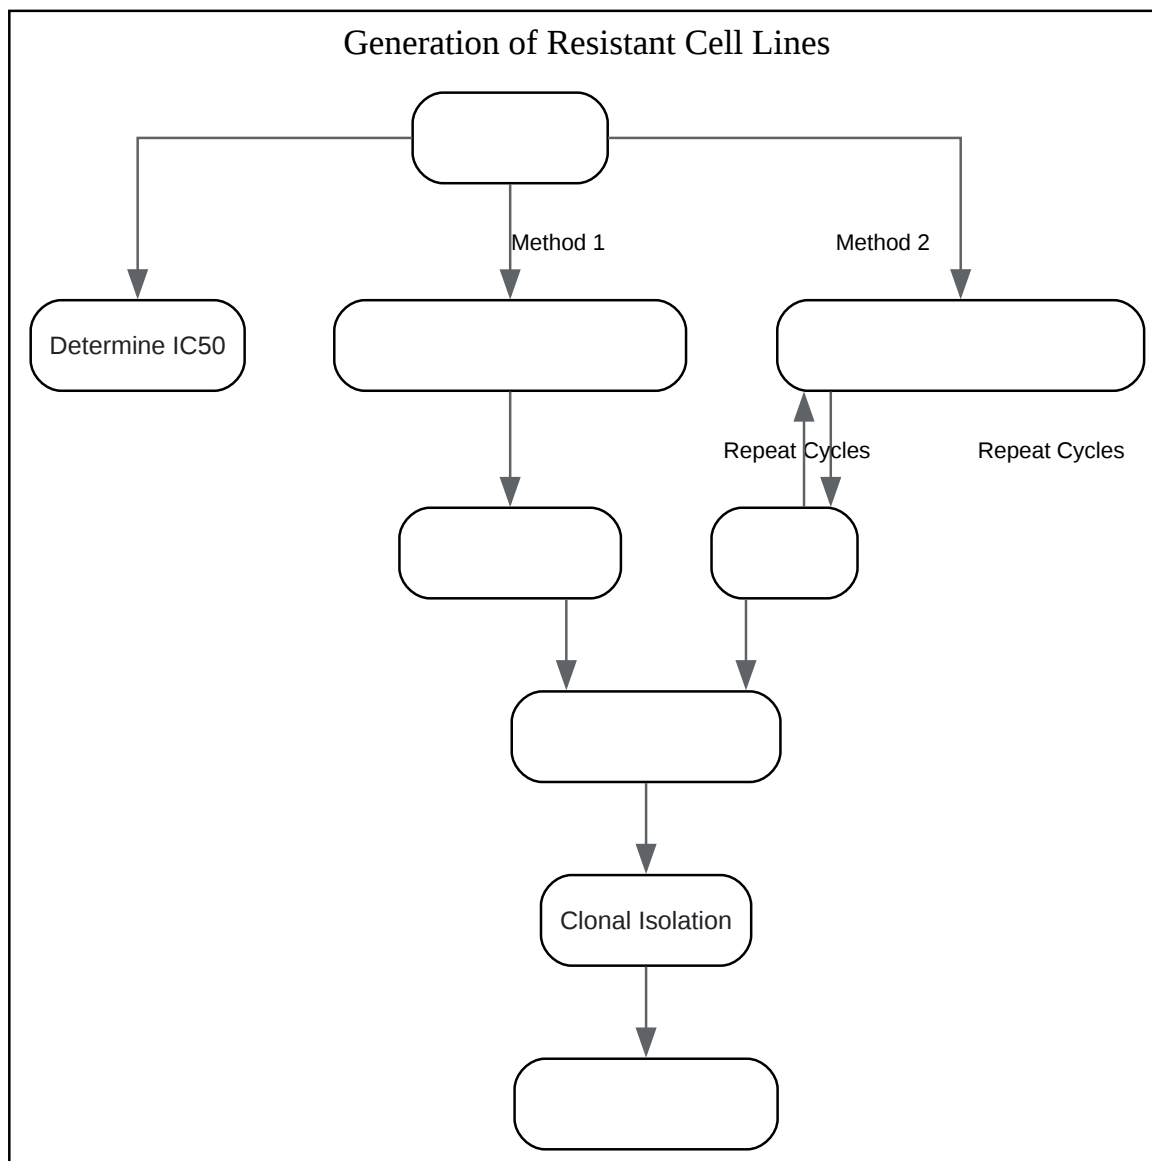 Generation of Resistant Cell Lines
Method 1
Method 2
Determine IC50
Repeat Cycles
Repeat Cycles
Clonal Isolation